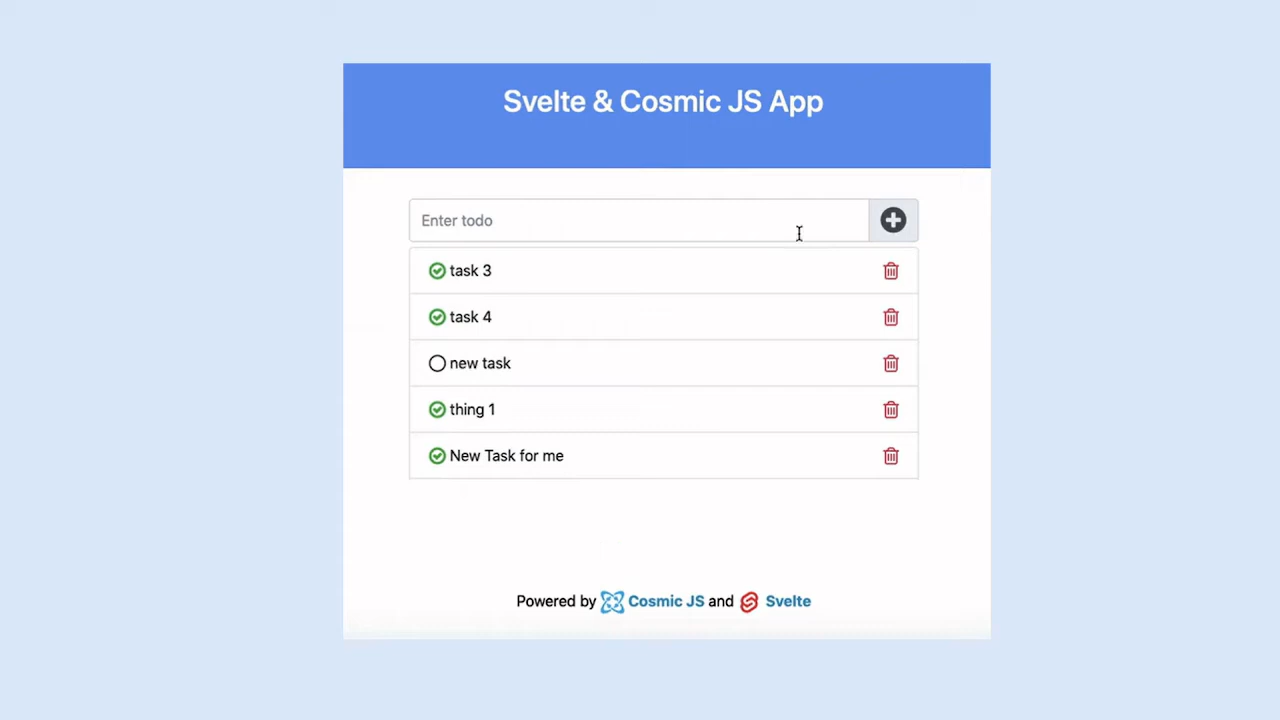 Svelte & Cosmic JS App
Enter todo
task 3
task 4
new task
thing 1
New Task for me
Powered by Cosmic JS and Svelte